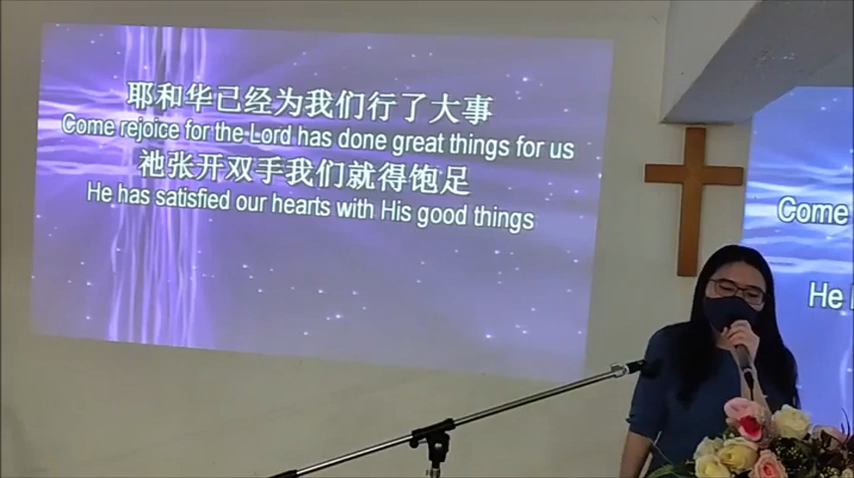 耶和华已经为我们行了大事
Come rejoice for the Lord has done great things for us
祂张开双手我们就得饱足
He has satisfied our hearts with His good things
Come
He